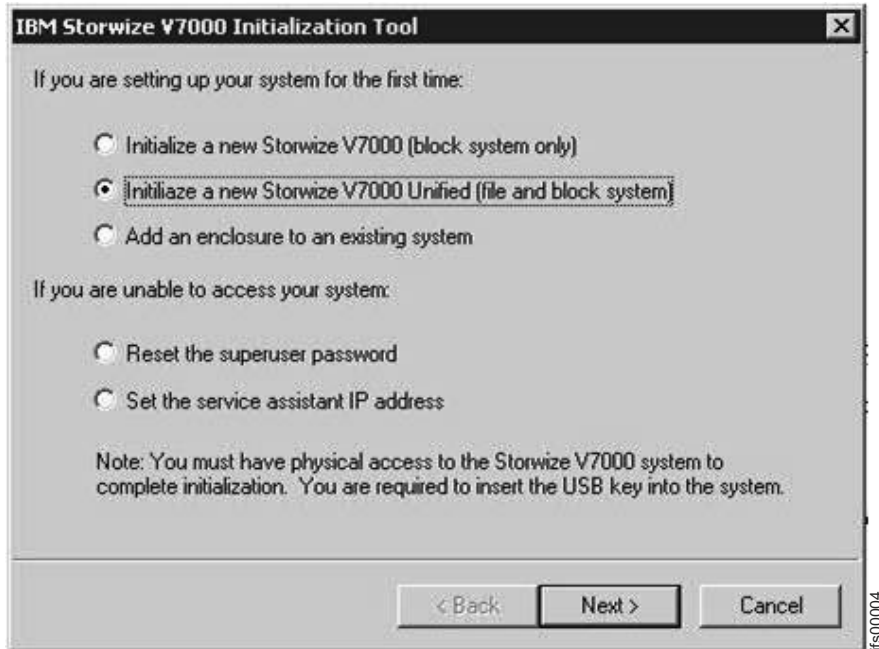 IBM Storwize V7000 Initialization Tool
If you are setting up your system for the first time:
Initialize a new Storwize V7000 (block system only)
Initiliaze a new Storwize V7000 Unified (file and block system)
Add an enclosure to an existing system
If you are unable to access your system:
Reset the superuser password
Set the service assistant IP address
Note: You must have physical access to the Storwize V7000 system to
complete initialization. You are required to insert the USB key into the system.
< Back
Next >
Cancel
ifs00004